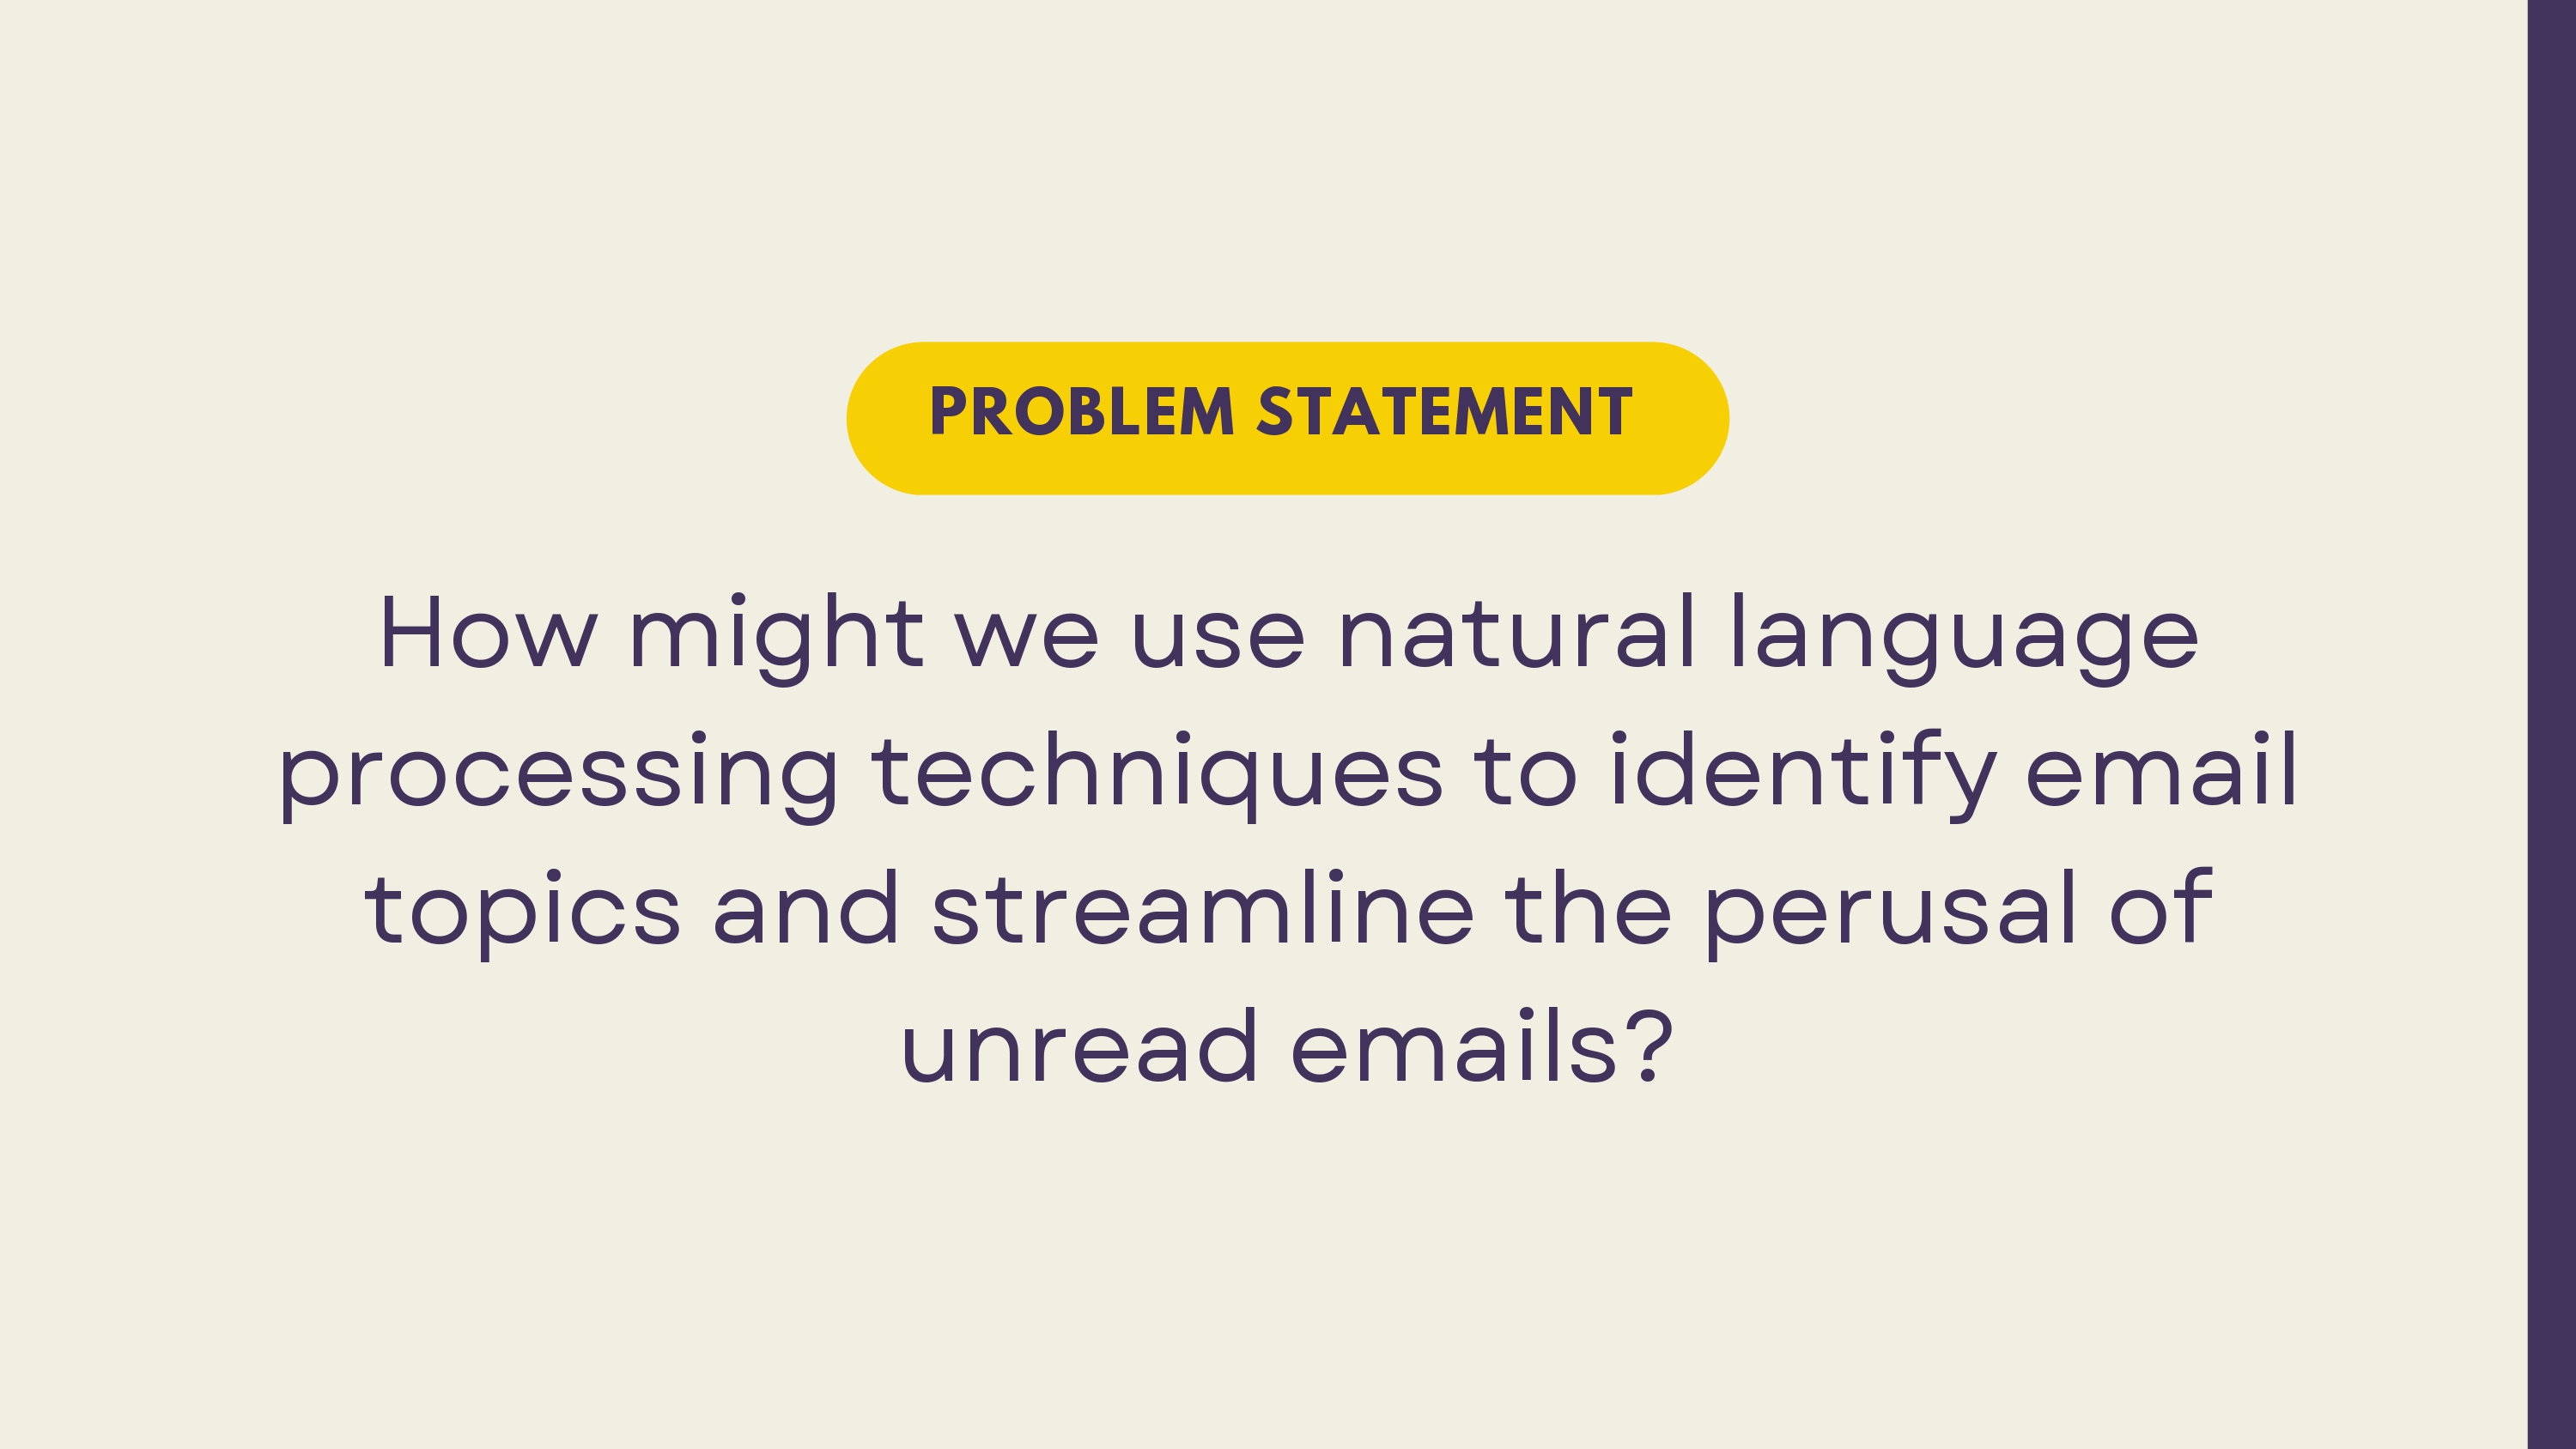 PROBLEM STATEMENT
How might we use natural language
processing techniques to identify email
topics and streamline the perusal of
unread emails?